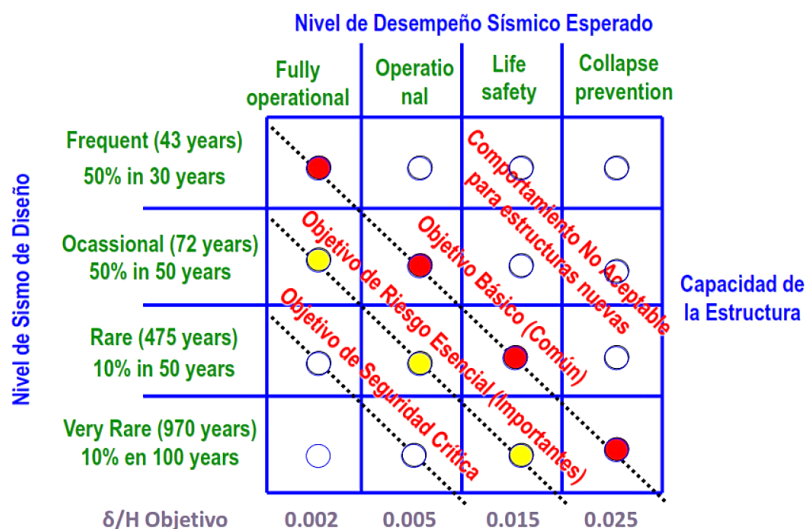 Nivel de Desempeño Sísmico Esperado
Fully
operational
Operatio
nal
Life
safety
Collapse
prevention
Nivel de Sismo de Diseño
Frequent (43 years)
50% in 30 years
Ocassional (72 years)
50% in 50 years
Rare (475 years)
10% in 50 years
Very Rare (970 years)
10% en 100 years
Comportamiento No Aceptable
para estructuras nuevas
Objetivo Básico (Común)
Objetivo de Riesgo Esencial (Importantes)
Objetivo de Seguridad Crítica
Capacidad de
la Estructura
δ/H Objetivo 0.002 0.005 0.015 0.025